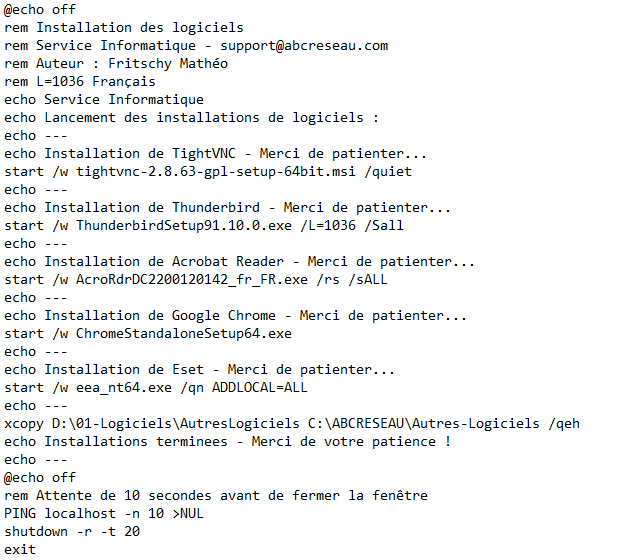 @echo off
rem Installation des logiciels
rem Service Informatique - support@abcreseau.com
rem Auteur : Fritschy Mathéo
rem L=1036 Français
echo Service Informatique
echo Lancement des installations de logiciels :
echo ---
echo Installation de TightVNC - Merci de patienter...
start /w tightvnc-2.8.63-gpl-setup-64bit.msi /quiet
echo ---
echo Installation de Thunderbird - Merci de patienter...
start /w ThunderbirdSetup91.10.0.exe /L=1036 /Sall
echo ---
echo Installation de Acrobat Reader - Merci de patienter...
start /w AcroRdrDC2200120142_fr_FR.exe /rs /sALL
echo ---
echo Installation de Google Chrome - Merci de patienter...
start /w ChromeStandaloneSetup64.exe
echo ---
echo Installation de Eset - Merci de patienter...
start /w eea_nt64.exe /qn ADDLOCAL=ALL
echo ---
xcopy D:\01-Logiciels\AutresLogiciels C:\ABCRESEAU\Autres-Logiciels /qeh
echo Installations terminees - Merci de votre patience !
echo ---
@echo off
rem Attente de 10 secondes avant de fermer la fenêtre
PING localhost -n 10 >NUL
shutdown -r -t 20
exit